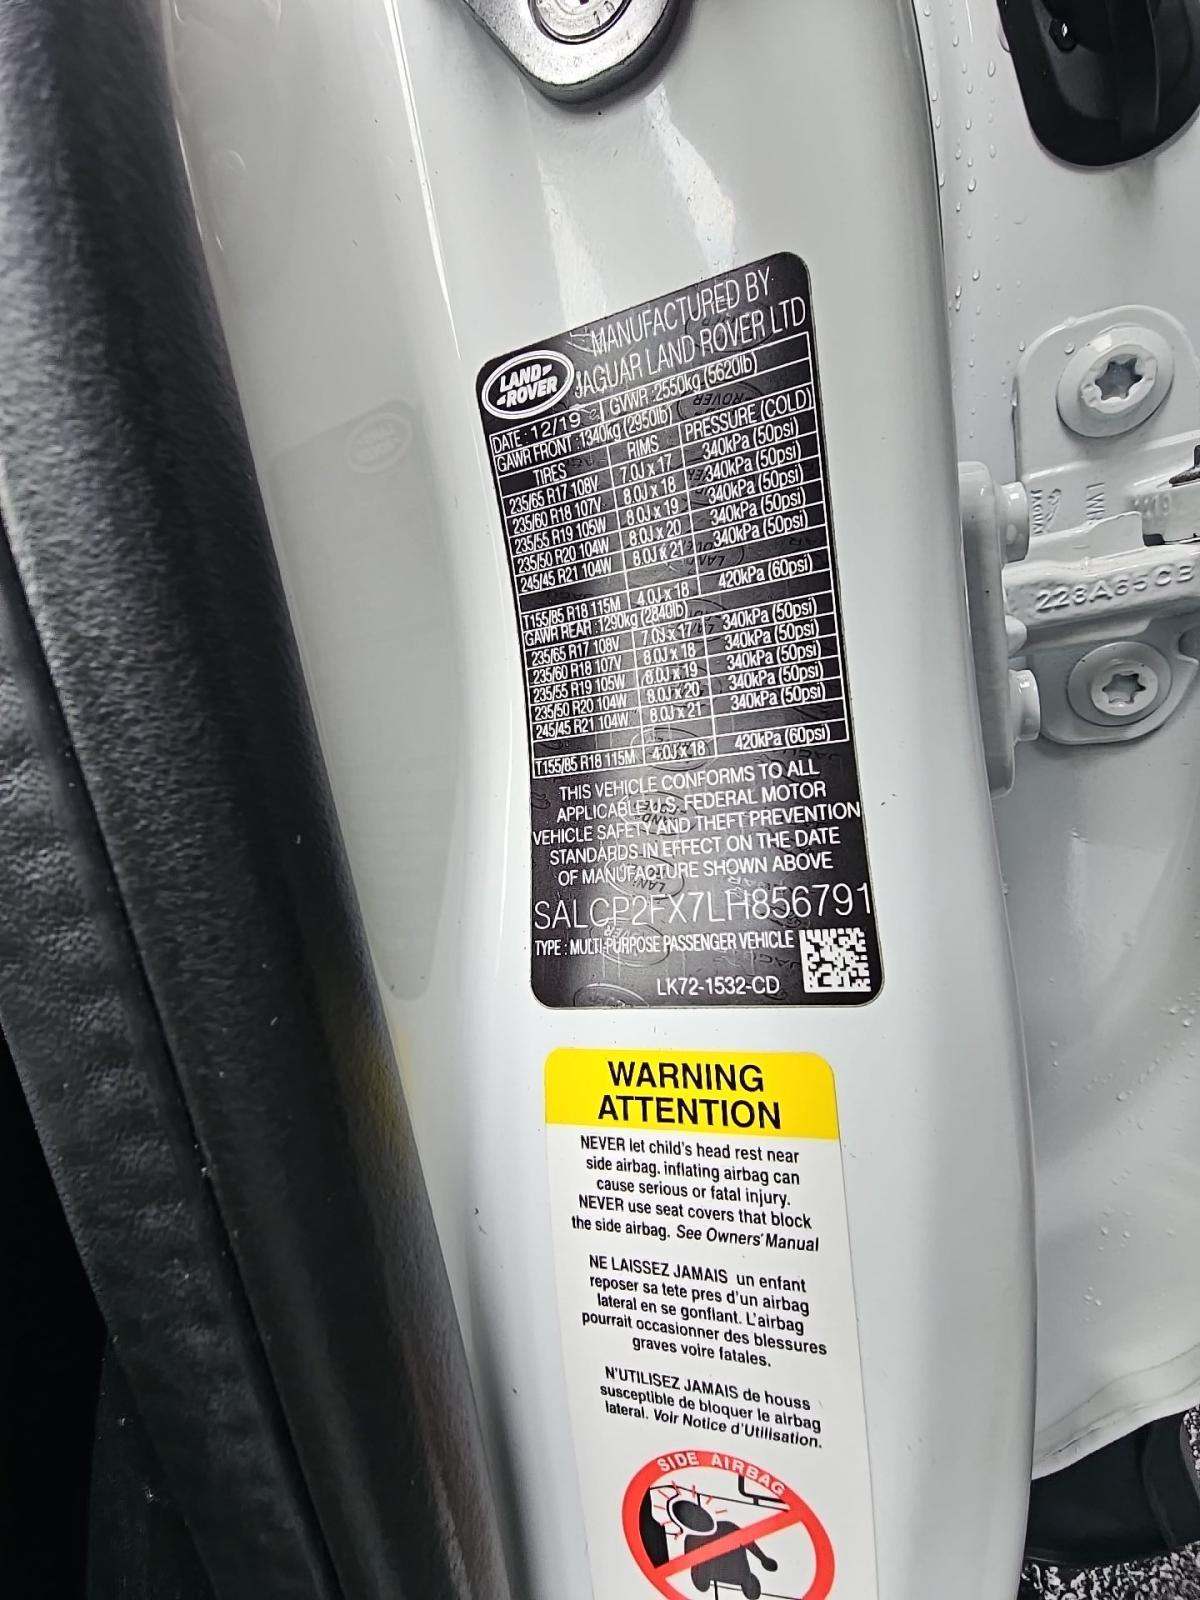 LAND
ROVER
MANUFACTURED BY
JAGUAR LAND ROVER LTD
DATE : 12/19 GVWR :2550kg (5620lb)
GAWR FRONT :1340kg (2950lb)
TIRES RIMS PRESSURE (COLD)
235/65 R17 108V 7.0J x 17 340kPa (50psi)
235/60 R18 107V 8.0J x 18 340kPa (50psi)
235/55 R19 105W 8.0J x 19 340kPa (50psi)
235/50 R20 104W 8.0J x 20 340kPa (50psi)
245/45 R21 104W 8.0J x 21 340kPa (50psi)
T155/85 R18 115M 4.0J x 18 420kPa (60psi)
GAWR REAR :1290kg (2840lb)
235/65 R17 108V 7.0J x 17 340kPa (50psi)
235/60 R18 107V 8.0J x 18 340kPa (50psi)
235/55 R19 105W 8.0J x 19 340kPa (50psi)
235/50 R20 104W 8.0J x 20 340kPa (50psi)
245/45 R21 104W 8.0J x 21 340kPa (50psi)
T155/85 R18 115M 4.0J x 18 420kPa (60psi)
THIS VEHICLE CONFORMS TO ALL
APPLICABLE U.S. FEDERAL MOTOR
VEHICLE SAFETY AND THEFT PREVENTION
STANDARDS IN EFFECT ON THE DATE
OF MANUFACTURE SHOWN ABOVE
SALCP2FX7LH856791
TYPE : MULTI-PURPOSE PASSENGER VEHICLE
LK72-1532-CD
JAGUAR
228A65CB
WARNING
ATTENTION
NEVER let child's head rest near
side airbag. inflating airbag can
cause serious or fatal injury.
NEVER use seat covers that block
the side airbag. See Owners' Manual
NE LAISSEZ JAMAIS un enfant
reposer sa tete pres d'un airbag
lateral en se gonflant. L'airbag
pourrait occasionner des blessures
graves voire fatales.
N'UTILISEZ JAMAIS de houss
susceptible de bloquer le airbag
lateral. Voir Notice d'Utilisation.
SIDE AIRBAG